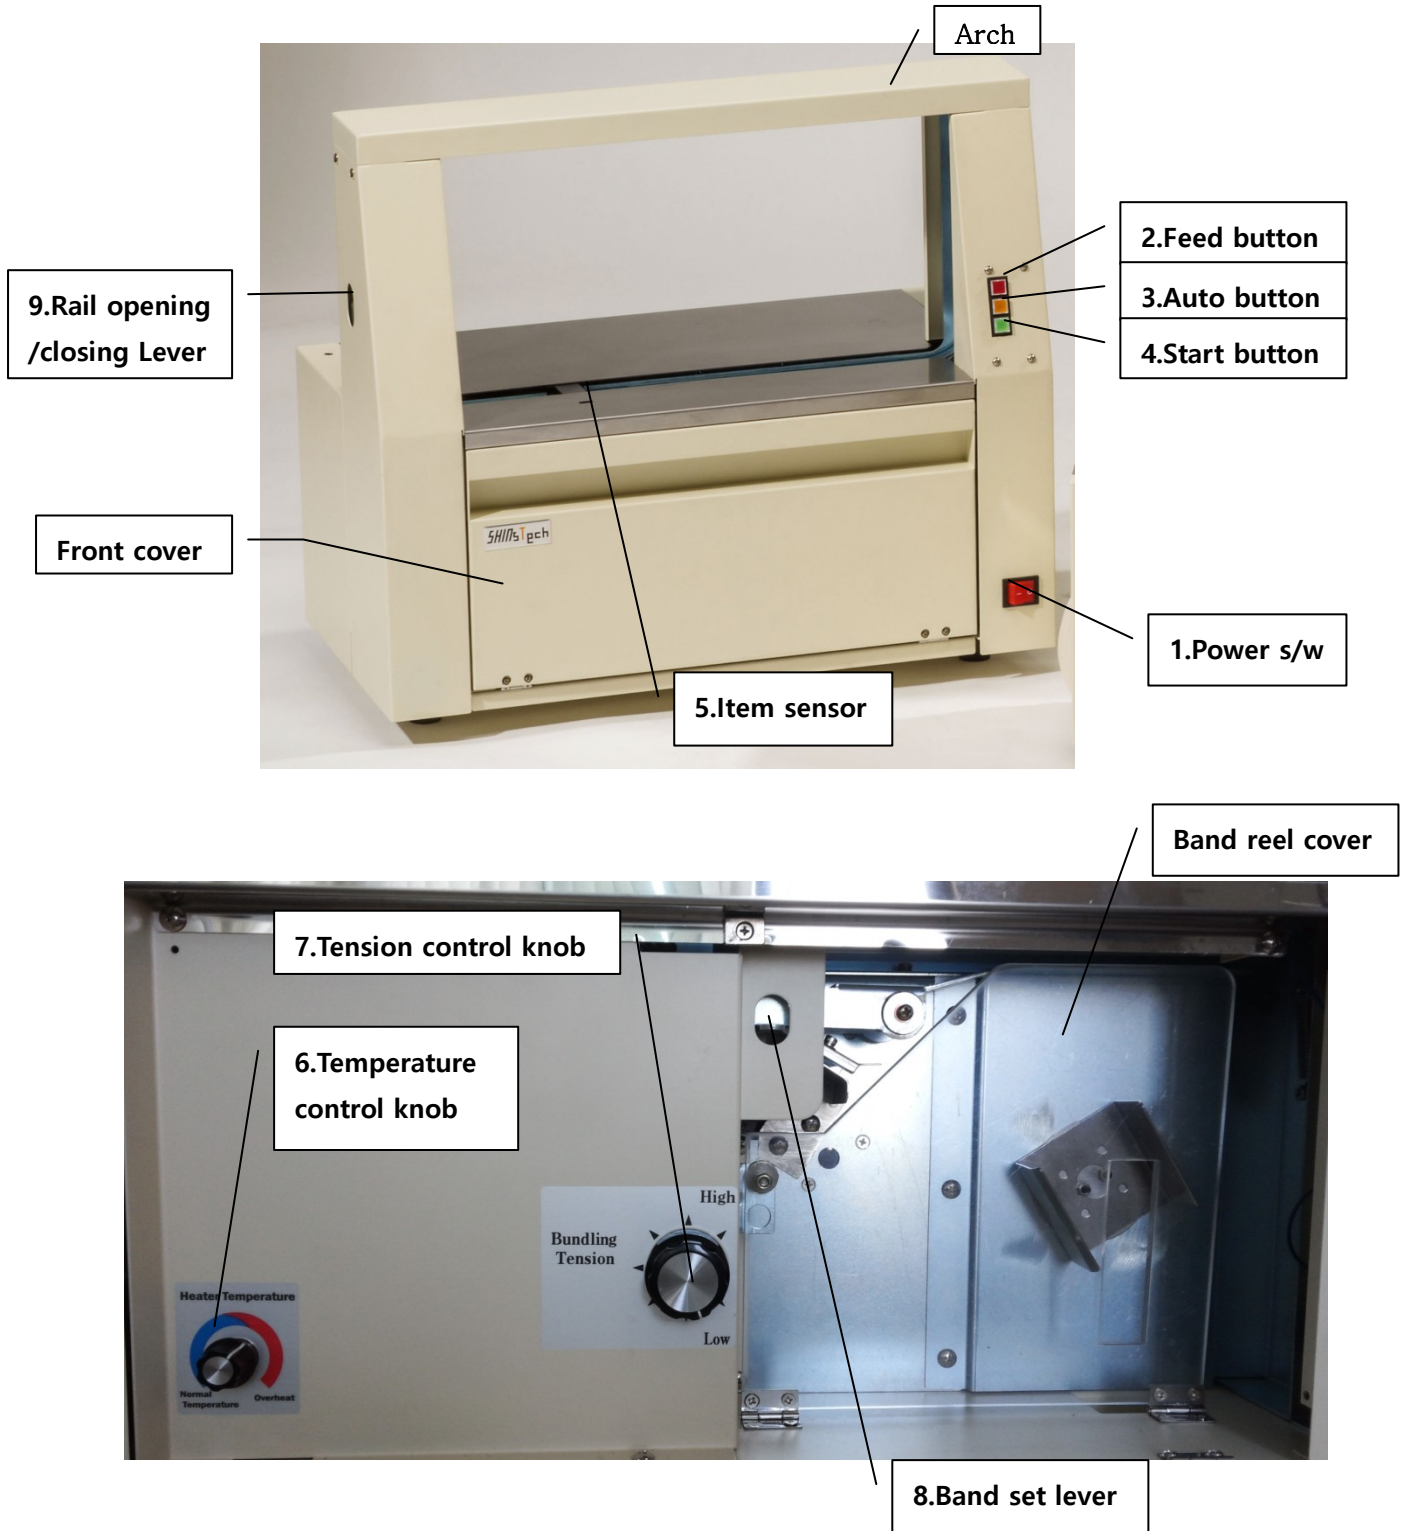 Arch
2.Feed button
3.Auto button
4.Start button
9.Rail opening
/closing Lever
Front cover
SHINsTech
1.Power s/w
5.Item sensor
Band reel cover
7.Tension control knob
6.Temperature
control knob
High
Bundling
Tension
Low
Heater Temperature
Normal
Temperature
Overheat
8.Band set lever